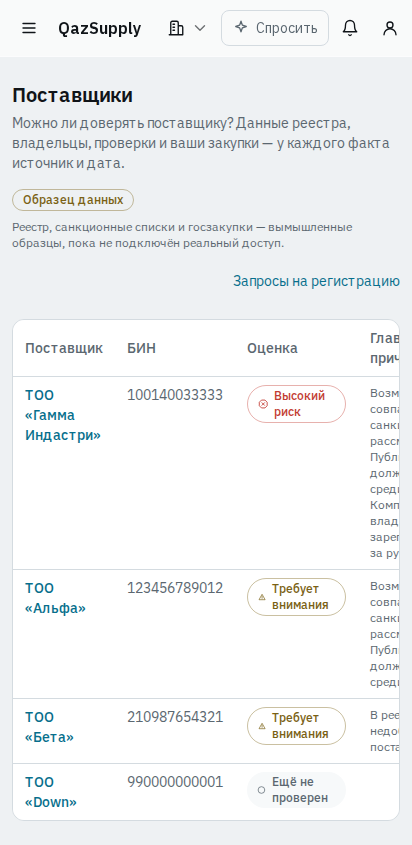 QazSupply
Спросить
Поставщики
Можно ли доверять поставщику? Данные реестра,
владельцы, проверки и ваши закупки — у каждого факта
источник и дата.
Образец данных
Реестр, санкционные списки и госзакупки — вымышленные
образцы, пока не подключён реальный доступ.
Запросы на регистрацию
Поставщик БИН Оценка
ТОО
«Гамма
Индастри»
100140033333
Высокий
риск
за ру
ТОО
«Альфа»
123456789012
Требует
внимания
ТОО
«Бета»
210987654321
Требует
внимания
В рее
ТОО
«Down»
990000000001
Ещё не
проверен